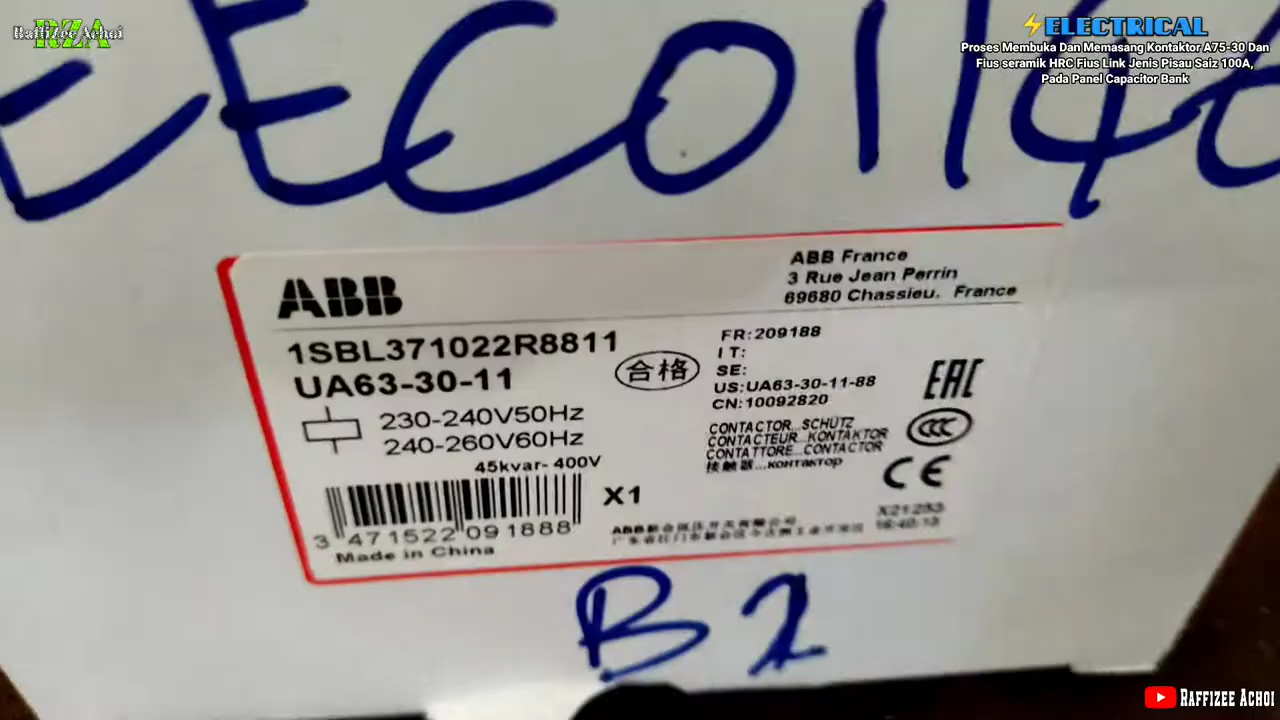 RaffiZee Achoi
RZA
⚡ELECTRICAL
Proses Membuka Dan Memasang Kontaktor A75-30 Dan
Fius seramik HRC Fius Link Jenis Pisau Saiz 100A,
Pada Panel Capacitor Bank
EECO114
ABB
ABB France
3 Rue Jean Perrin
69680 Chassieu. France
1SBL371022R8811
UA63-30-11
合格
230-240V50Hz
240-260V60Hz
45kvar- 400V
FR:209188
IT:
SE:
US:UA63-30-11-88
CN:10092820
EAC
CONTACTOR...SCHÜTZ
CONTACTEUR...KONTAKTOR
CONTATTORE...CONTACTOR
接触器...контактор
CCC
CE
X1
3 471522 091888
Made in China
B2
RAFFIZEE ACHOI